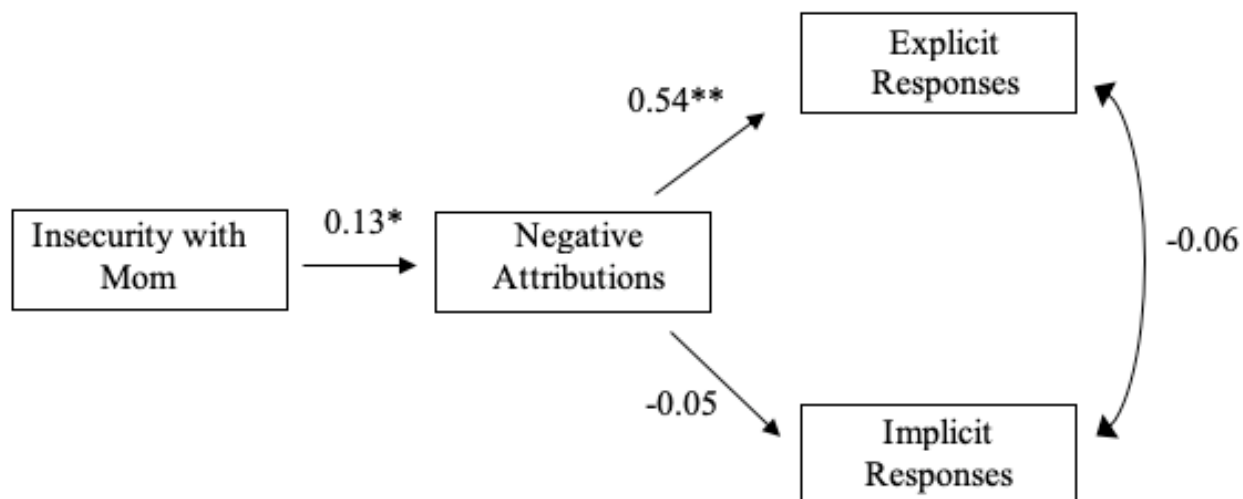 Explicit
Responses
0.54**
Insecurity with
Mom
0.13*
Negative
Attributions
-0.06
-0.05
Implicit
Responses